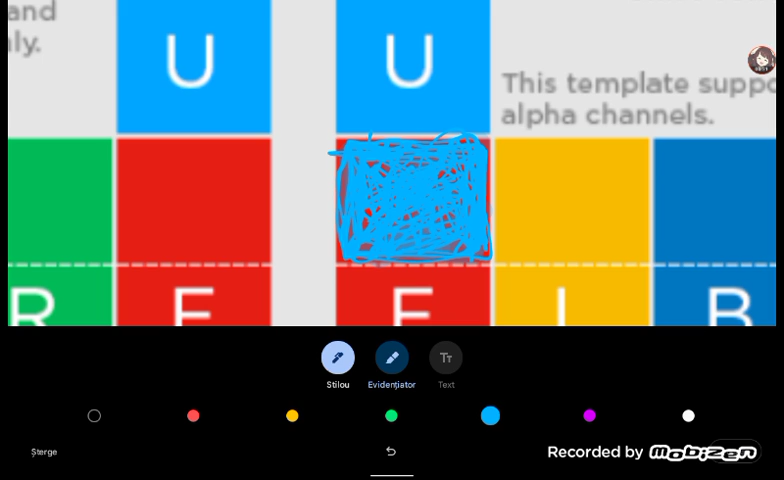 and
aly.
U
U
This template suppo
alpha channels.
R
F
F
L
B
Stilou
Evidențiator
Text
Șterge
Recorded by mobizen